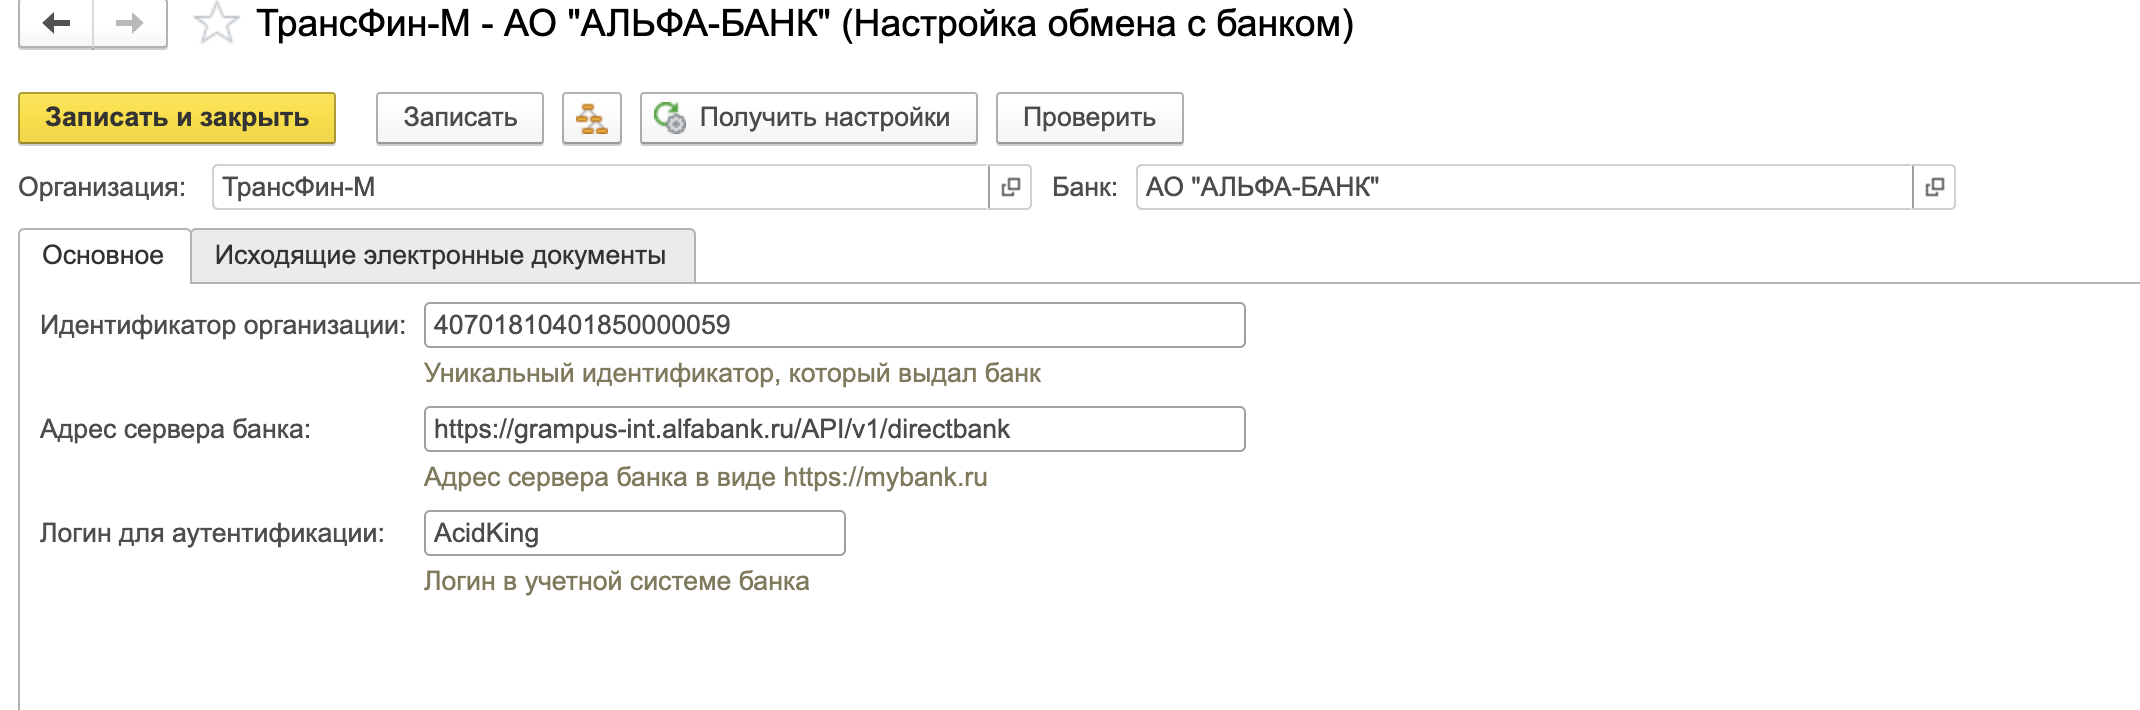 ТрансФин-М - АО "АЛЬФА-БАНК" (Настройка обмена с банком)
Записать и закрыть Записать Получить настройки Проверить
Организация: ТрансФин-М Банк: АО "АЛЬФА-БАНК"
Основное Исходящие электронные документы
Идентификатор организации: 40701810401850000059
Уникальный идентификатор, который выдал банк
Адрес сервера банка: https://grampus-int.alfabank.ru/API/v1/directbank
Адрес сервера банка в виде https://mybank.ru
Логин для аутентификации: AcidKing
Логин в учетной системе банка